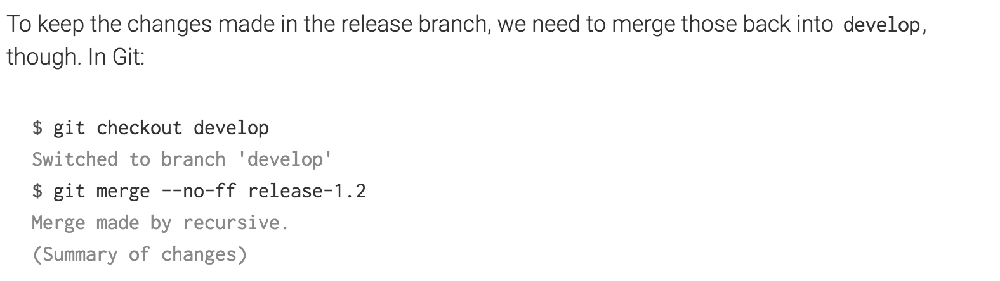 To keep the changes made in the release branch, we need to merge those back into develop,
though. In Git:
$ git checkout develop
Switched to branch 'develop'
$ git merge --no-ff release-1.2
Merge made by recursive.
(Summary of changes)